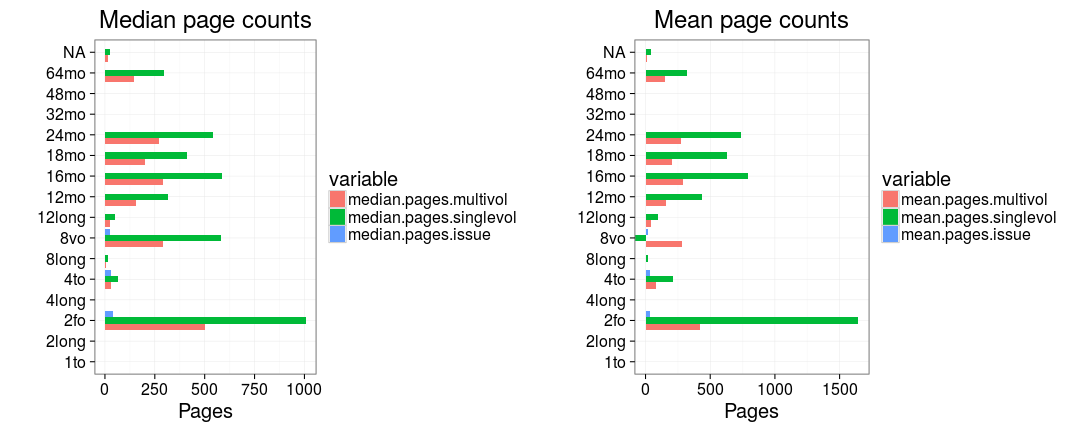 Median page counts
NA
64mo
48mo
32mo
24mo
18mo
16mo
12mo
12long
8vo
8long
4to
4long
2fo
2long
1to
0 250 500 750 1000
Pages
variable
median.pages.multivol
median.pages.singlevol
median.pages.issue
Mean page counts
NA
64mo
48mo
32mo
24mo
18mo
16mo
12mo
12long
8vo
8long
4to
4long
2fo
2long
1to
0 500 1000 1500
Pages
variable
mean.pages.multivol
mean.pages.singlevol
mean.pages.issue